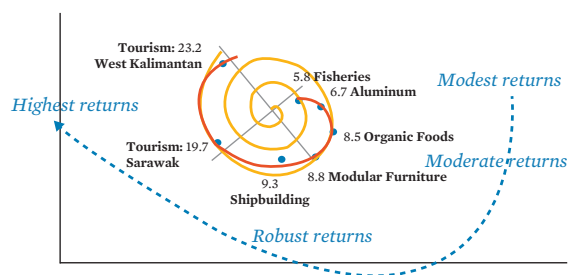 Tourism: 23.2
West Kalimantan
5.8 Fisheries
6.7 Aluminum
Modest returns
Highest returns
8.5 Organic Foods
Tourism: 19.7
Sarawak
Moderate returns
8.8 Modular Furniture
9.3
Shipbuilding
Robust returns